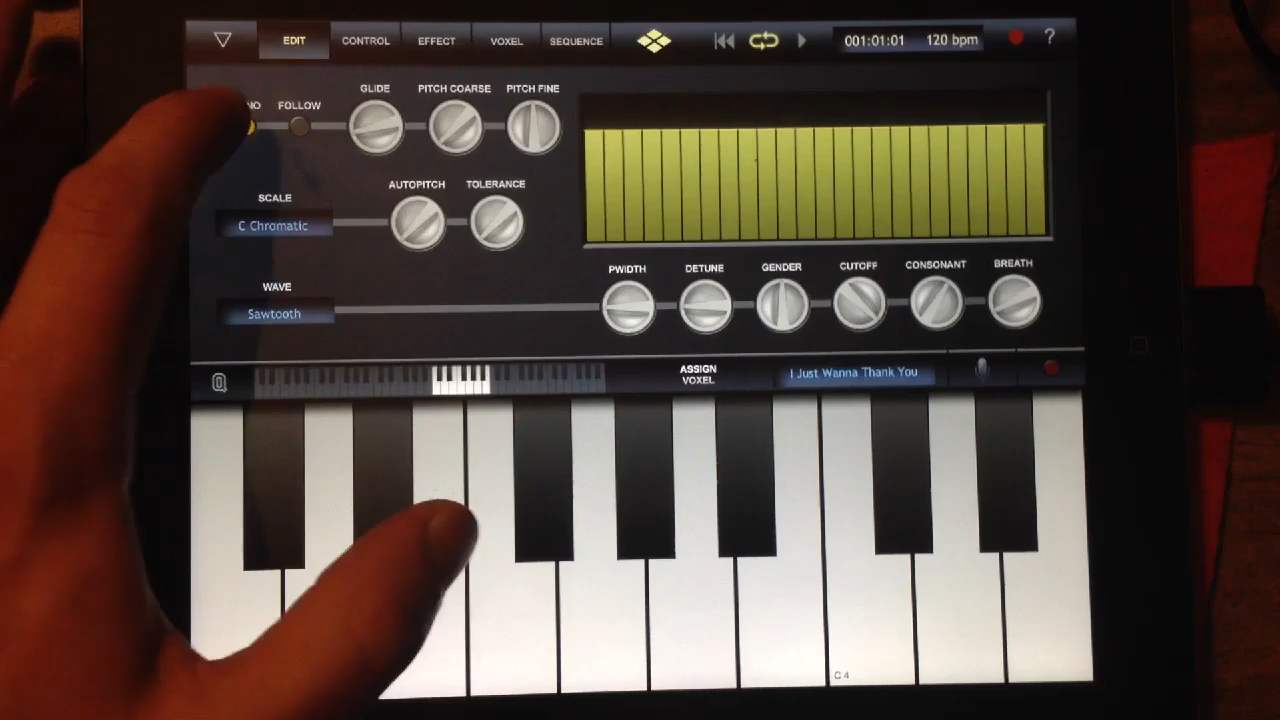 EDIT CONTROL EFFECT VOXEL SEQUENCE 001:01:01 120 bpm ?
NO FOLLOW GLIDE PITCH COARSE PITCH FINE
SCALE AUTOPITCH TOLERANCE
C Chromatic
WAVE PWIDTH DETUNE GENDER CUTOFF CONSONANT BREATH
Sawtooth
ASSIGN
VOXEL
I Just Wanna Thank You
C4